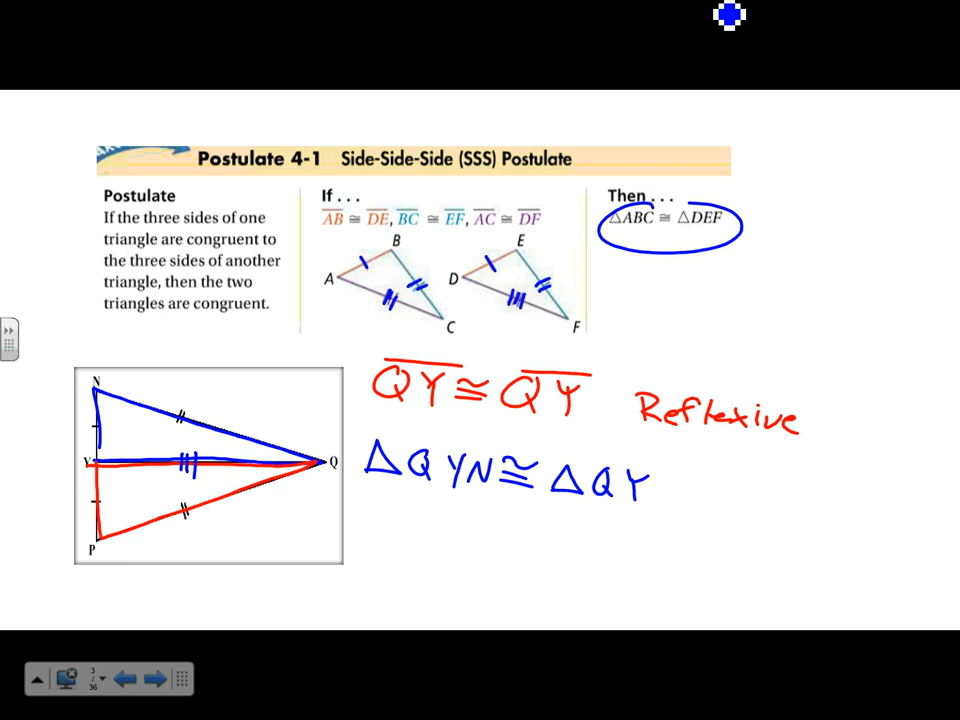 Postulate 4-1 Side-Side-Side (SSS) Postulate
Postulate
If the three sides of one
triangle are congruent to
the three sides of another
triangle, then the two
triangles are congruent.
If . . .
AB ≅ DE, BC ≅ EF, AC ≅ DF
B
A
C
E
D
F
Then . . .
△ABC ≅ △DEF
N
Y
Q
P
QY ≅ QY Reflexive
△QYN ≅ △QY
3
/
36